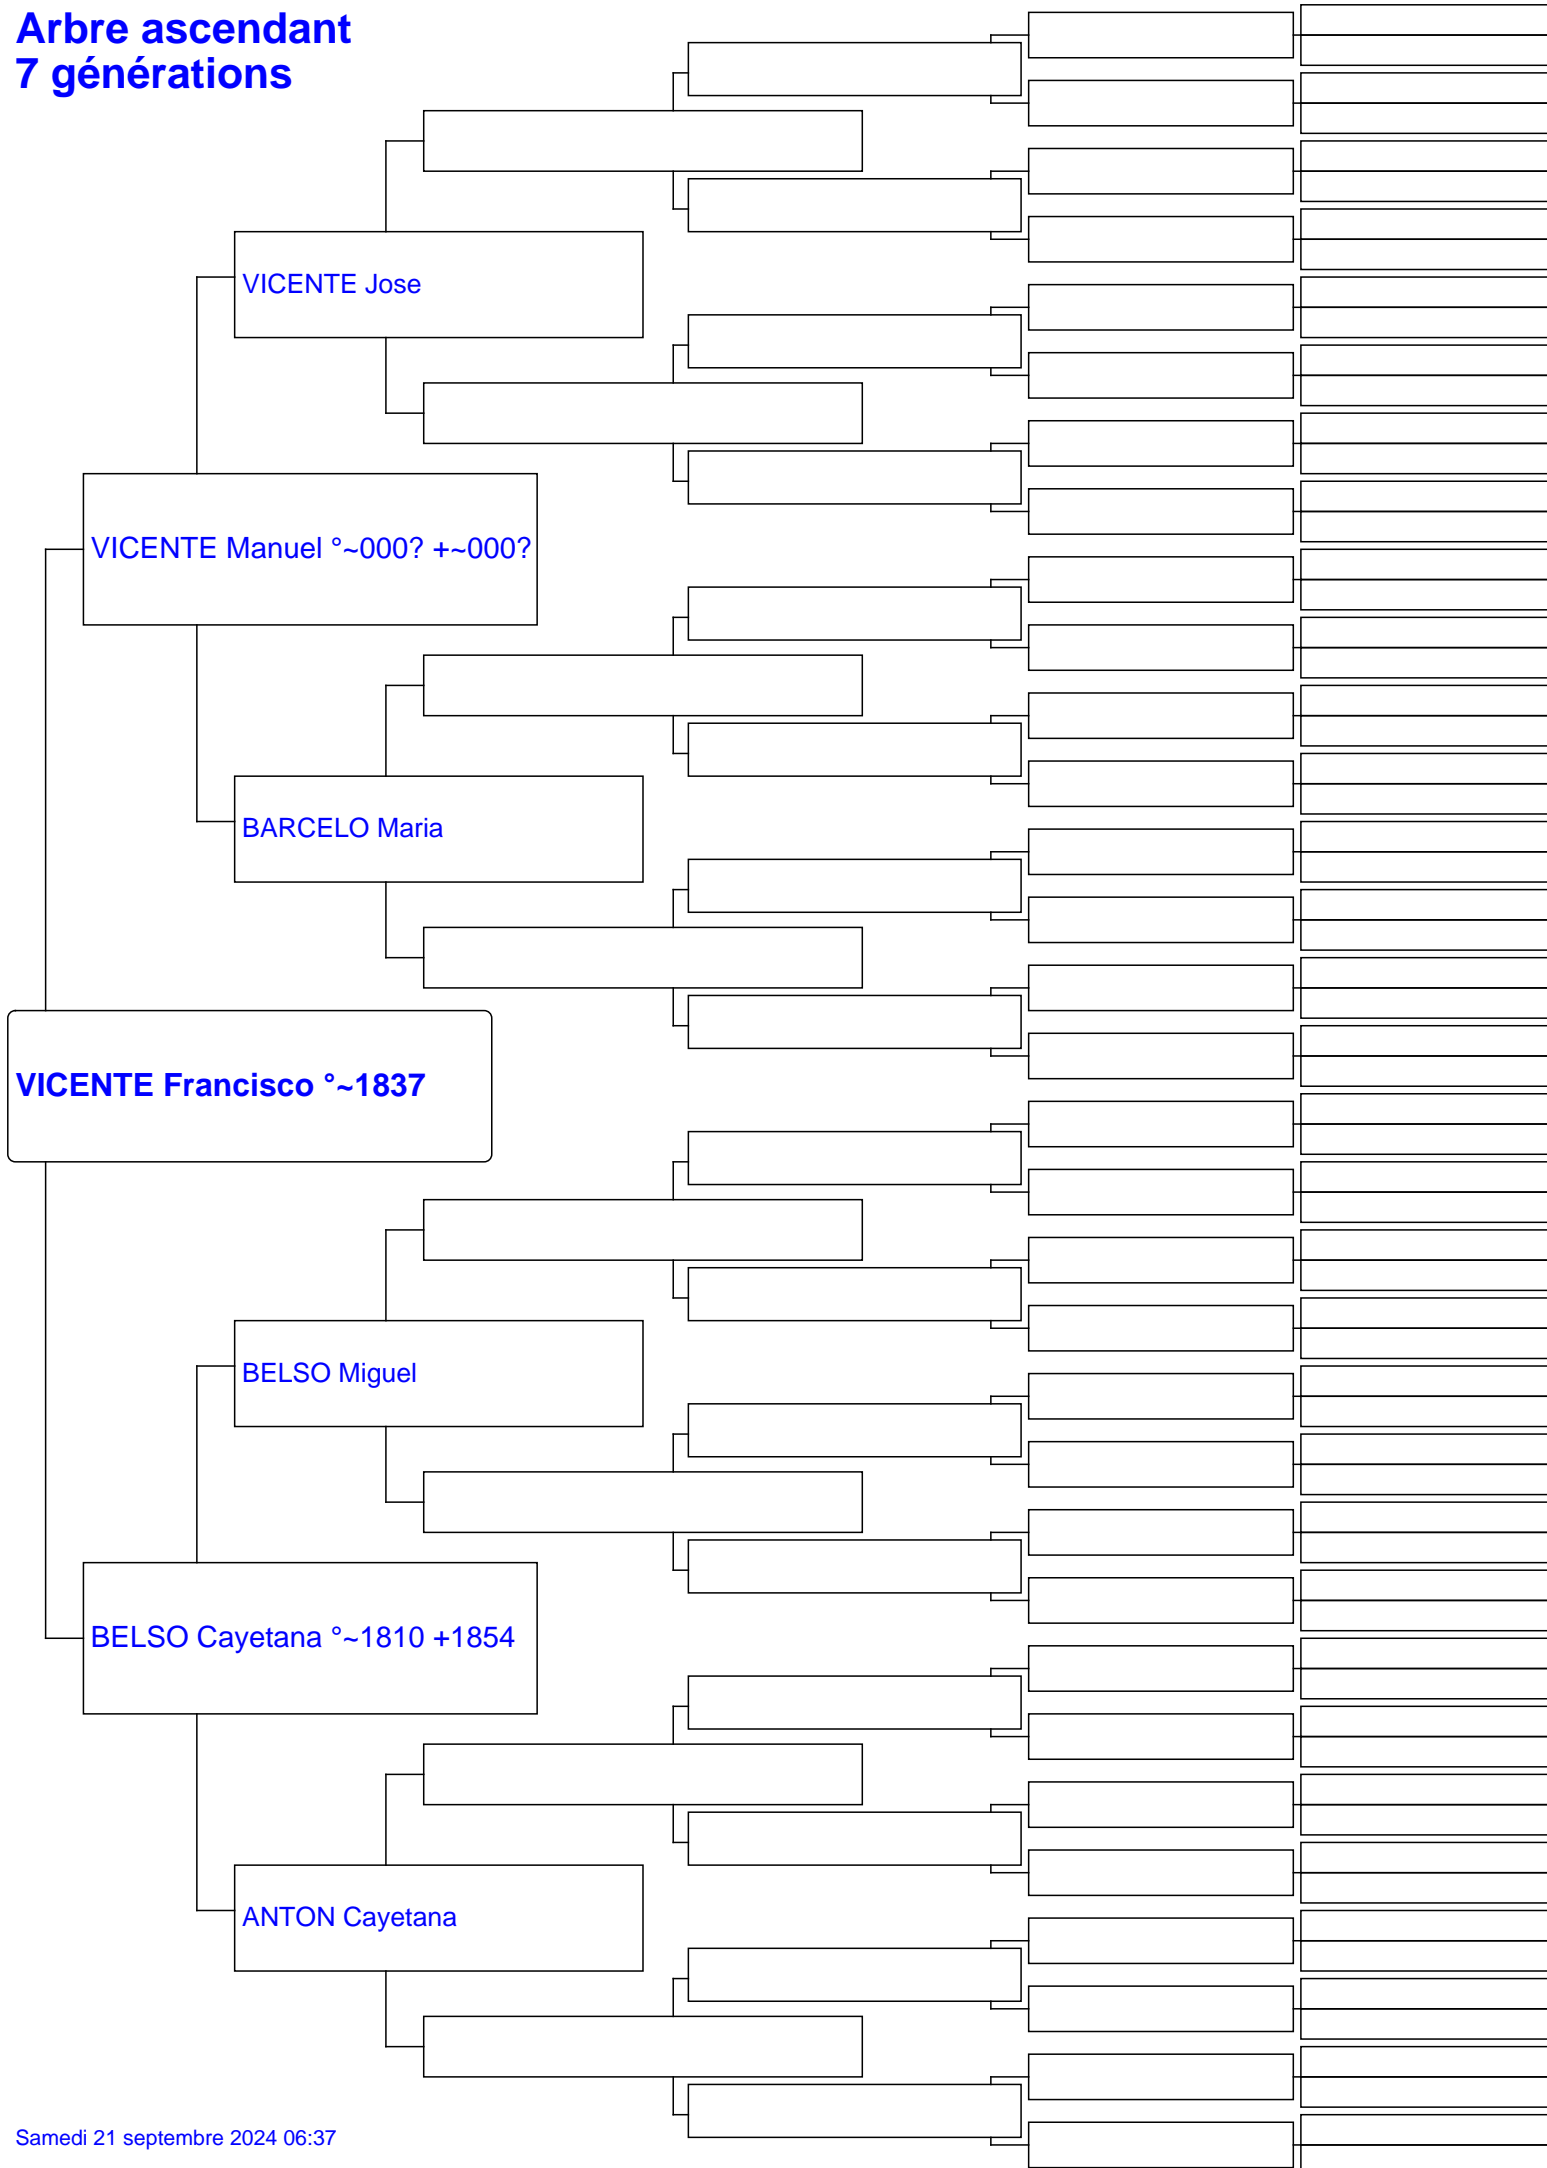 Arbre ascendant
7 générations
VICENTE Jose
VICENTE Manuel °~000? +~000?
BARCELO Maria
VICENTE Francisco °~1837
BELSO Miguel
BELSO Cayetana °~1810 +1854
ANTON Cayetana
Samedi 21 septembre 2024 06:37